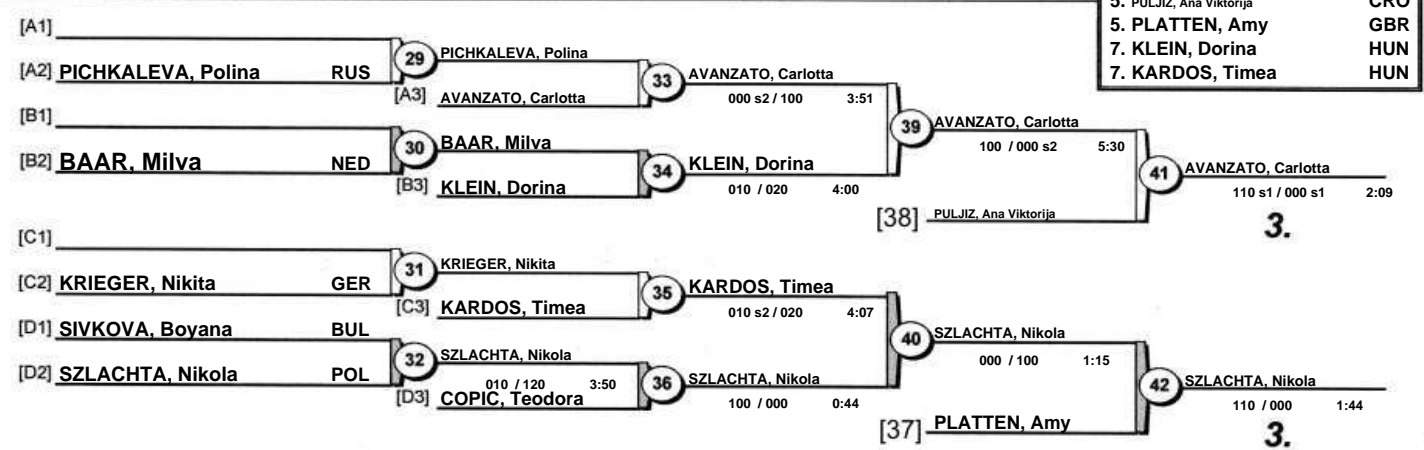 5. PULJIZ, Ana Viktorija CRO
5. PLATTEN, Amy GBR
7. KLEIN, Dorina HUN
7. KARDOS, Timea HUN
[A1]
[A2] PICHKALEVA, Polina RUS
29 PICHKALEVA, Polina
[A3] AVANZATO, Carlotta
33 AVANZATO, Carlotta
000 s2 / 100 3:51
[B1]
[B2] BAAR, Milva NED
30 BAAR, Milva
[B3] KLEIN, Dorina
34 KLEIN, Dorina
010 / 020 4:00
39 AVANZATO, Carlotta
100 / 000 s2 5:30
[38] PULJIZ, Ana Viktorija
41 AVANZATO, Carlotta
110 s1 / 000 s1 2:09
3.
[C1]
[C2] KRIEGER, Nikita GER
31 KRIEGER, Nikita
[C3] KARDOS, Timea
35 KARDOS, Timea
010 s2 / 020 4:07
[D1] SIVKOVA, Boyana BUL
[D2] SZLACHTA, Nikola POL
32 SZLACHTA, Nikola
010 / 120 3:50
[D3] COPIC, Teodora
36 SZLACHTA, Nikola
100 / 000 0:44
40 SZLACHTA, Nikola
000 / 100 1:15
[37] PLATTEN, Amy
42 SZLACHTA, Nikola
110 / 000 1:44
3.